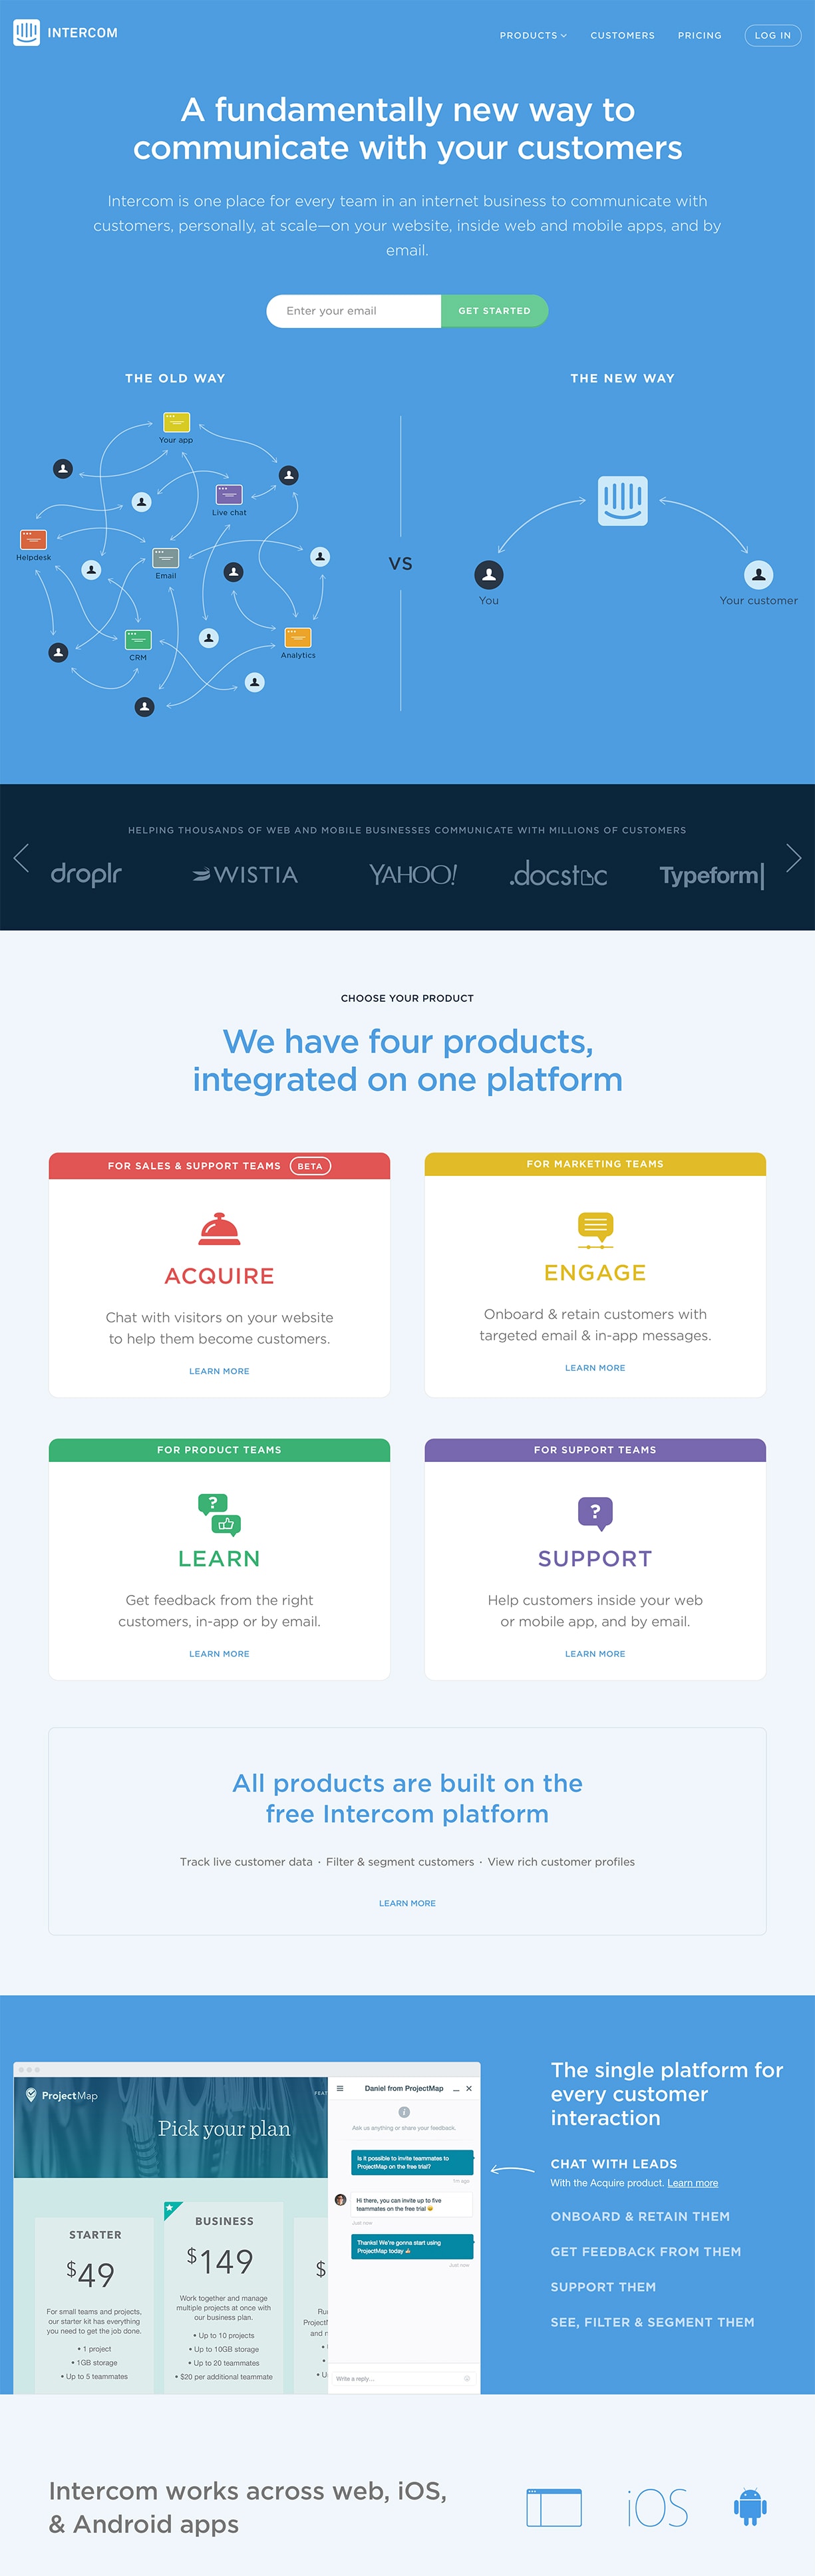 INTERCOM
PRODUCTS
CUSTOMERS
PRICING
LOG IN
A fundamentally new way to
communicate with your customers
Intercom is one place for every team in an internet business to communicate with
customers, personally, at scale—on your website, inside web and mobile apps, and by
email.
Enter your email
GET STARTED
THE OLD WAY
Your app
Live chat
Helpdesk
Email
CRM
Analytics
VS
THE NEW WAY
You
Your customer
HELPING THOUSANDS OF WEB AND MOBILE BUSINESSES COMMUNICATE WITH MILLIONS OF CUSTOMERS
droplr
WISTIA
YAHOO!
.docstoc
Typeform
CHOOSE YOUR PRODUCT
We have four products,
integrated on one platform
FOR SALES & SUPPORT TEAMS BETA
ACQUIRE
Chat with visitors on your website
to help them become customers.
LEARN MORE
FOR MARKETING TEAMS
ENGAGE
Onboard & retain customers with
targeted email & in-app messages.
LEARN MORE
FOR PRODUCT TEAMS
?
LEARN
Get feedback from the right
customers, in-app or by email.
LEARN MORE
FOR SUPPORT TEAMS
?
SUPPORT
Help customers inside your web
or mobile app, and by email.
LEARN MORE
All products are built on the
free Intercom platform
Track live customer data · Filter & segment customers · View rich customer profiles
LEARN MORE
ProjectMap
FEAT
Pick your plan
STARTER
$49
For small teams and projects,
our starter kit has everything
you need to get the job done.
• 1 project
• 1GB storage
• Up to 5 teammates
BUSINESS
$149
Work together and manage
multiple projects at once with
our business plan.
• Up to 10 projects
• Up to 10GB storage
• Up to 20 teammates
• $20 per additional teammate
$
Run
Project
and n
• U
Daniel from ProjectMap
Ask us anything or share your feedback.
Is it possible to invite teammates to
ProjectMap on the free trial?
1m ago
Hi there, you can invite up to five
teammates on the free trial 😀
Just now
Thanks! We're gonna start using
ProjectMap today 👍
Just now
Write a reply...
The single platform for
every customer
interaction
CHAT WITH LEADS
With the Acquire product. Learn more
ONBOARD & RETAIN THEM
GET FEEDBACK FROM THEM
SUPPORT THEM
SEE, FILTER & SEGMENT THEM
Intercom works across web, iOS,
& Android apps
iOS